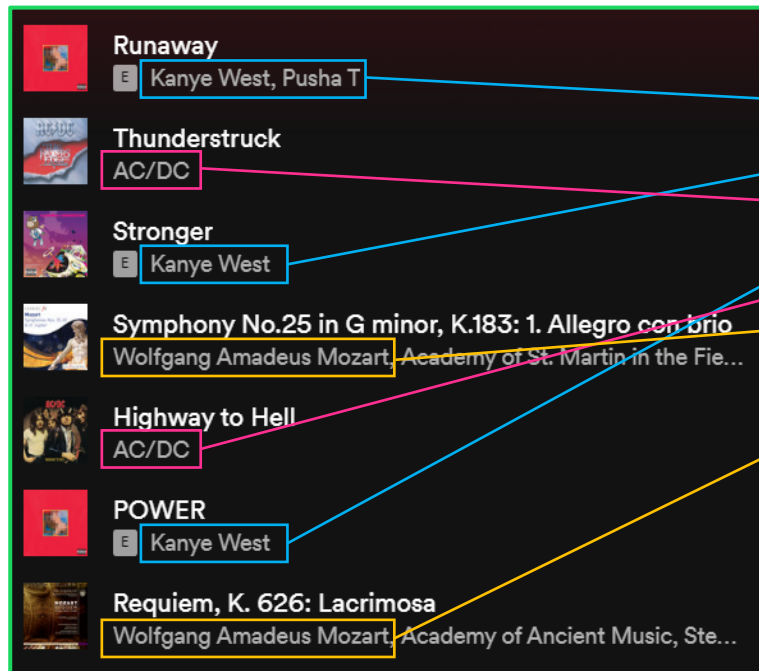 Runaway
E Kanye West, Pusha T
Thunderstruck
AC/DC
Stronger
E Kanye West
Symphony No.25 in G minor, K.183: 1. Allegro con brio
Wolfgang Amadeus Mozart, Academy of St. Martin in the Fie...
Highway to Hell
AC/DC
POWER
E Kanye West
Requiem, K. 626: Lacrimosa
Wolfgang Amadeus Mozart, Academy of Ancient Music, Ste...